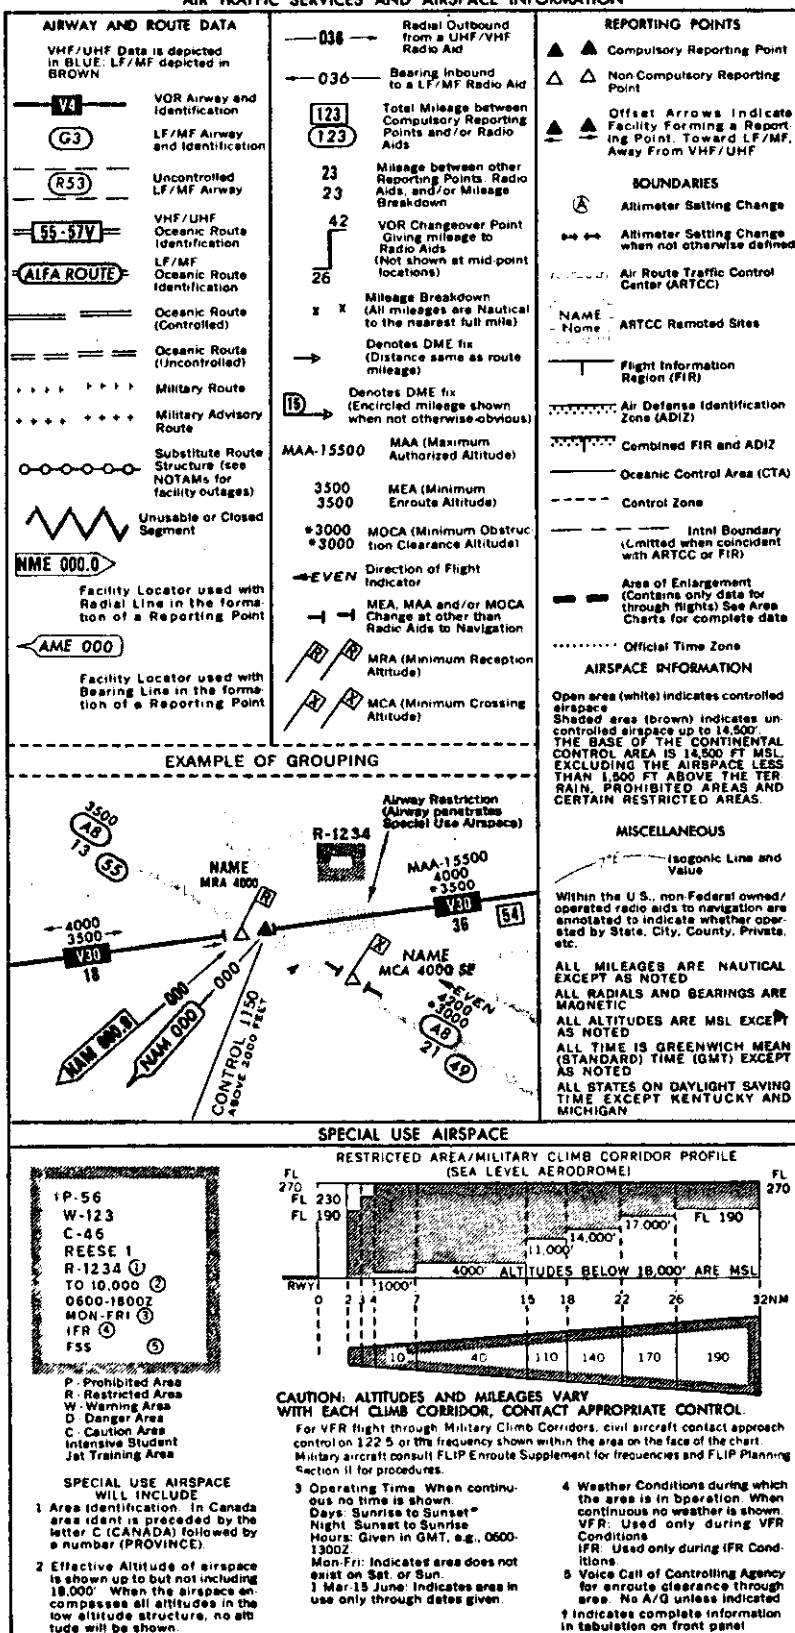 AIR TRAFFIC SERVICES AND AIRSPACE INFORMATION
AIRWAY AND ROUTE DATA
VHF/UHF Data is depicted
in BLUE: LF/MF depicted in
BROWN
V4
VOR Airway and
Identification
G3
LF/MF Airway
and Identification
R53
Uncontrolled
LF/MF Airway
55-57V
VHF/UHF
Oceanic Route
Identification
ALFA ROUTE
LF/MF
Oceanic Route
Identification
Oceanic Route
(Controlled)
Oceanic Route
(Uncontrolled)
Military Route
Military Advisory
Route
Substitute Route
Structure (see
NOTAMs for
facility outages)
Unusable or Closed
Segment
NME 000.0
Facility Locator used with
Radial Line in the forma-
tion of a Reporting Point
AME 000
Facility Locator used with
Bearing Line in the forma-
tion of a Reporting Point
036
Radial Outbound
from a UHF/VHF
Radio Aid
036
Bearing Inbound
to a LF/MF Radio Aid
123
123
Total Mileage between
Compulsory Reporting
Points and/or Radio
Aids
23
23
Mileage between other
Reporting Points, Radio
Aids, and/or Mileage
Breakdown
42
26
VOR Changeover Point
Giving mileage to
Radio Aids
(Not shown at mid-point
locations)
x x
Mileage Breakdown
(All mileages are Nautical
to the nearest full mile)
Denotes DME fix
(Distance same as route
mileage)
15
Denotes DME fix
(Encircled mileage shown
when not otherwise obvious)
MAA-15500
MAA (Maximum
Authorized Altitude)
3500
3500
MEA (Minimum
Enroute Altitude)
*3000
*3000
MOCA (Minimum Obstruc-
tion Clearance Altitude)
EVEN
Direction of Flight
Indicator
MEA, MAA and/or MOCA
Change at other than
Radio Aids to Navigation
R R
MRA (Minimum Reception
Altitude)
X X
MCA (Minimum Crossing
Altitude)
REPORTING POINTS
Compulsory Reporting Point
Non-Compulsory Reporting
Point
Offset Arrows Indicate
Facility Forming a Report-
ing Point. Toward LF/MF,
Away From VHF/UHF
BOUNDARIES
A
Altimeter Setting Change
Altimeter Setting Change
when not otherwise defined
Air Route Traffic Control
Center (ARTCC)
NAME
Name
ARTCC Remoted Sites
Flight Information
Region (FIR)
Air Defense Identification
Zone (ADIZ)
Combined FIR and ADIZ
Oceanic Control Area (CTA)
Control Zone
Intnl Boundary
(Omitted when coincident
with ARTCC or FIR)
Area of Enlargement
(Contains only data for
through flights) See Area
Charts for complete data
Official Time Zone
AIRSPACE INFORMATION
Open area (white) indicates controlled
airspace
Shaded area (brown) indicates un-
controlled airspace up to 14,500'.
THE BASE OF THE CONTINENTAL
CONTROL AREA IS 14,500 FT MSL,
EXCLUDING THE AIRSPACE LESS
THAN 1,500 FT ABOVE THE TER-
RAIN, PROHIBITED AREAS AND
CERTAIN RESTRICTED AREAS.
MISCELLANEOUS
Isogonic Line and
Value
Within the U.S., non-Federal owned/
operated radio aids to navigation are
annotated to indicate whether oper-
ated by State, City, County, Private,
etc.
ALL MILEAGES ARE NAUTICAL
EXCEPT AS NOTED
ALL RADIALS AND BEARINGS ARE
MAGNETIC
ALL ALTITUDES ARE MSL EXCEPT
AS NOTED
ALL TIME IS GREENWICH MEAN
(STANDARD) TIME (GMT) EXCEPT
AS NOTED
ALL STATES ON DAYLIGHT SAVING
TIME EXCEPT KENTUCKY AND
MICHIGAN
EXAMPLE OF GROUPING
3500
A8
13 55
NAME
MRA 4000
R
R-1234
Airway Restriction
(Airway penetrates
Special Use Airspace)
MAA-15500
4000
*3500
V30
36
54
4000
3500
V30
18
X
NAME
MCA 4000 SE
EVEN
4200
*3000
A8
21 49
000
000
NAM 000.0
NAM 000
CONTROL 1150
ABOVE 2000 FEET
SPECIAL USE AIRSPACE
†P-56
W-123
C-46
REESE 1
R-1234 ①
TO 10,000 ②
0600-1800Z
MON-FRI ③
IFR ④
FSS ⑤
P - Prohibited Area
R - Restricted Area
W - Warning Area
D - Danger Area
C - Caution Area
Intensive Student
Jet Training Area
RESTRICTED AREA/MILITARY CLIMB CORRIDOR PROFILE
(SEA LEVEL AERODROME)
FL
270
FL 230
FL 190
FL
270
FL 190
17,000'
14,000'
11,000'
4000'
1000'
ALTITUDES BELOW 18,000' ARE MSL
RWY
0 2 3 4 7 15 18 22 26 32NM
10 40 110 140 170 190
CAUTION: ALTITUDES AND MILEAGES VARY
WITH EACH CLIMB CORRIDOR, CONTACT APPROPRIATE CONTROL.
For VFR flight through Military Climb Corridors, civil aircraft contact approach
control on 122.5 or the frequency shown within the area on the face of the chart.
Military aircraft consult FLIP Enroute Supplement for frequencies and FLIP Planning
Section II for procedures.
SPECIAL USE AIRSPACE
WILL INCLUDE
1 Area Identification. In Canada
area ident is preceded by the
letter C (CANADA) followed by
a number (PROVINCE).
2 Effective Altitude of airspace
is shown up to but not including
18,000' When the airspace en-
compasses all altitudes in the
low altitude structure, no alti
tude will be shown.
3 Operating Time. When continu-
ous no time is shown.
Days: Sunrise to Sunset
Night: Sunset to Sunrise
Hours: Given in GMT, e.g., 0600-
1300Z
Mon-Fri: Indicates area does not
exist on Sat. or Sun.
1 Mar-15 June: Indicates area in
use only through dates given.
4 Weather Conditions during which
the area is in operation. When
continuous no weather is shown.
VFR: Used only during VFR
Conditions
IFR: Used only during IFR Con-
ditions.
5 Voice Call of Controlling Agency
for enroute clearance through
area. No A/G unless indicated
† Indicates complete information
in tabulation on front panel